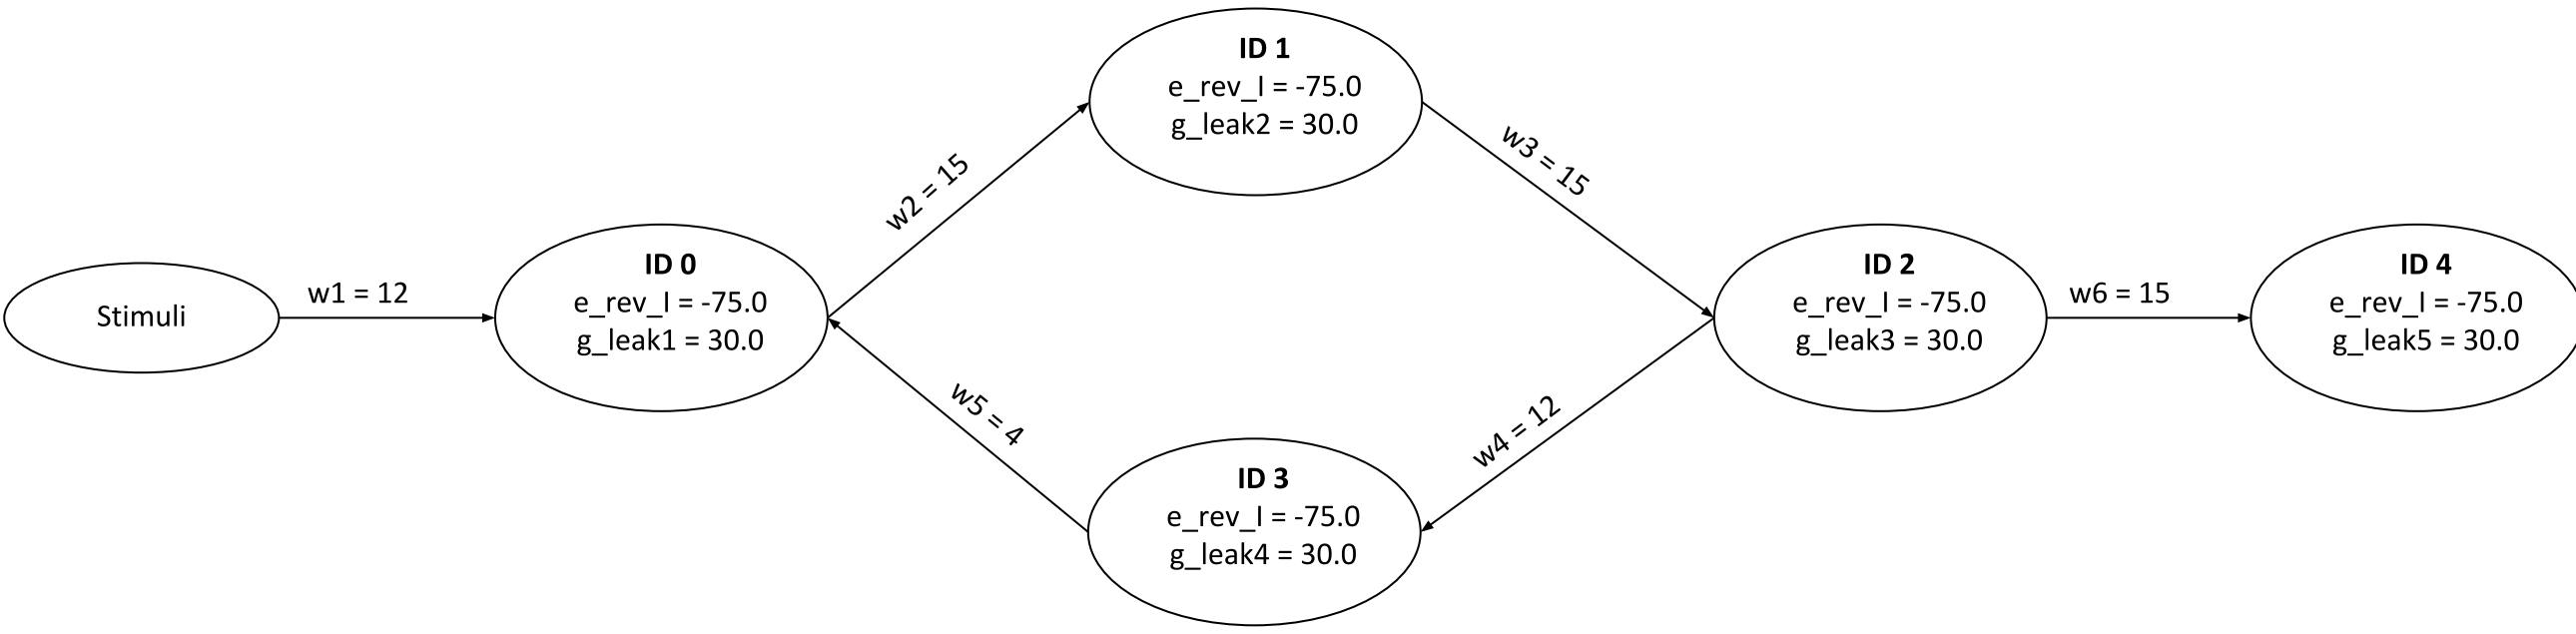 Stimuli
w1 = 12
ID 0
e_rev_I = -75.0
g_leak1 = 30.0
w2 = 15
ID 1
e_rev_I = -75.0
g_leak2 = 30.0
w3 = 15
ID 2
e_rev_I = -75.0
g_leak3 = 30.0
w4 = 12
ID 3
e_rev_I = -75.0
g_leak4 = 30.0
w5 = 4
w6 = 15
ID 4
e_rev_I = -75.0
g_leak5 = 30.0